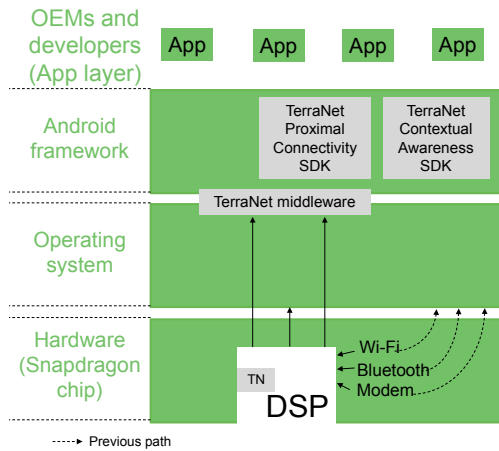 OEMs and
developers
(App layer)
App
App
App
App
Android
framework
TerraNet
Proximal
Connectivity
SDK
TerraNet
Contextual
Awareness
SDK
TerraNet middleware
Operating
system
Hardware
(Snapdragon
chip)
TN
DSP
Wi-Fi
Bluetooth
Modem
Previous path